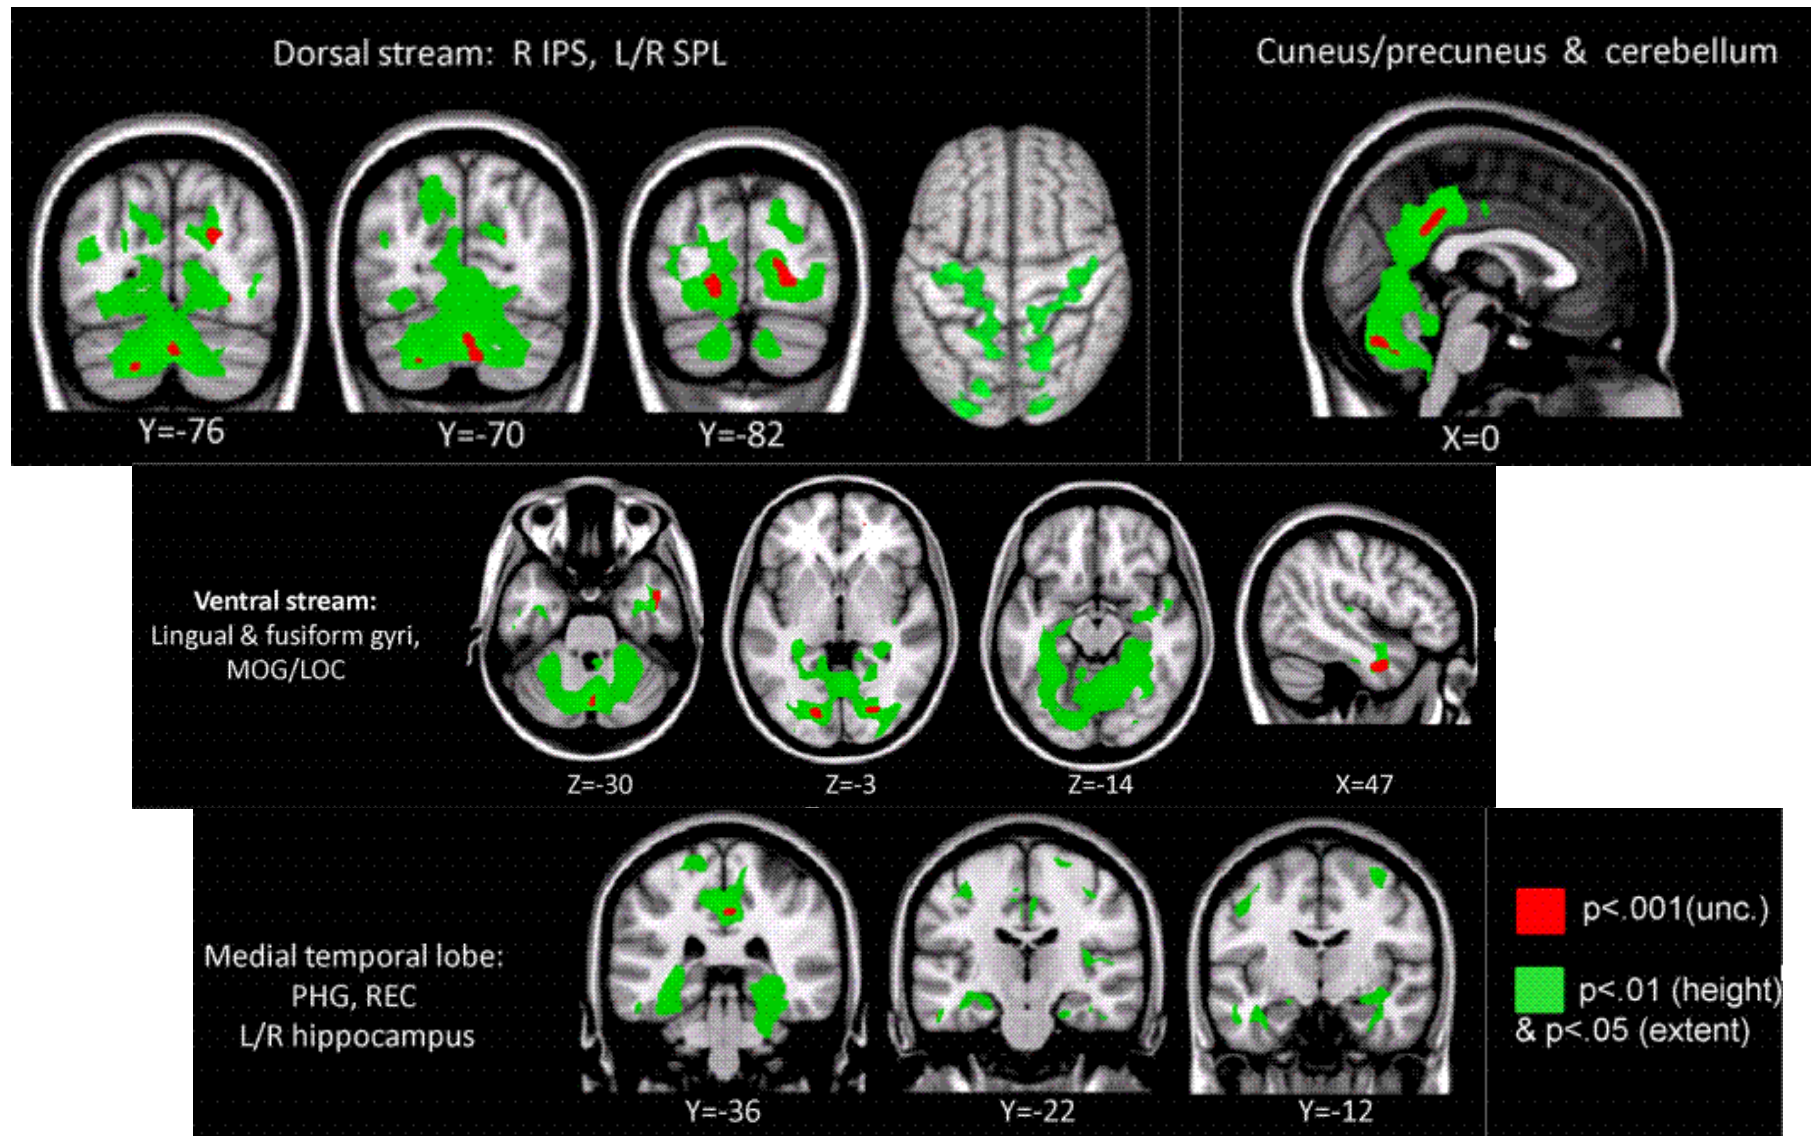 Dorsal stream: R IPS, L/R SPL
Cuneus/precuneus & cerebellum
Y=-76
Y=-70
Y=-82
X=0
Ventral stream:
Lingual & fusiform gyri,
MOG/LOC
Z=-30
Z=-3
Z=-14
X=47
Medial temporal lobe:
PHG, REC
L/R hippocampus
Y=-36
Y=-22
Y=-12
p<.001(unc.)
p<.01 (height)
& p<.05 (extent)